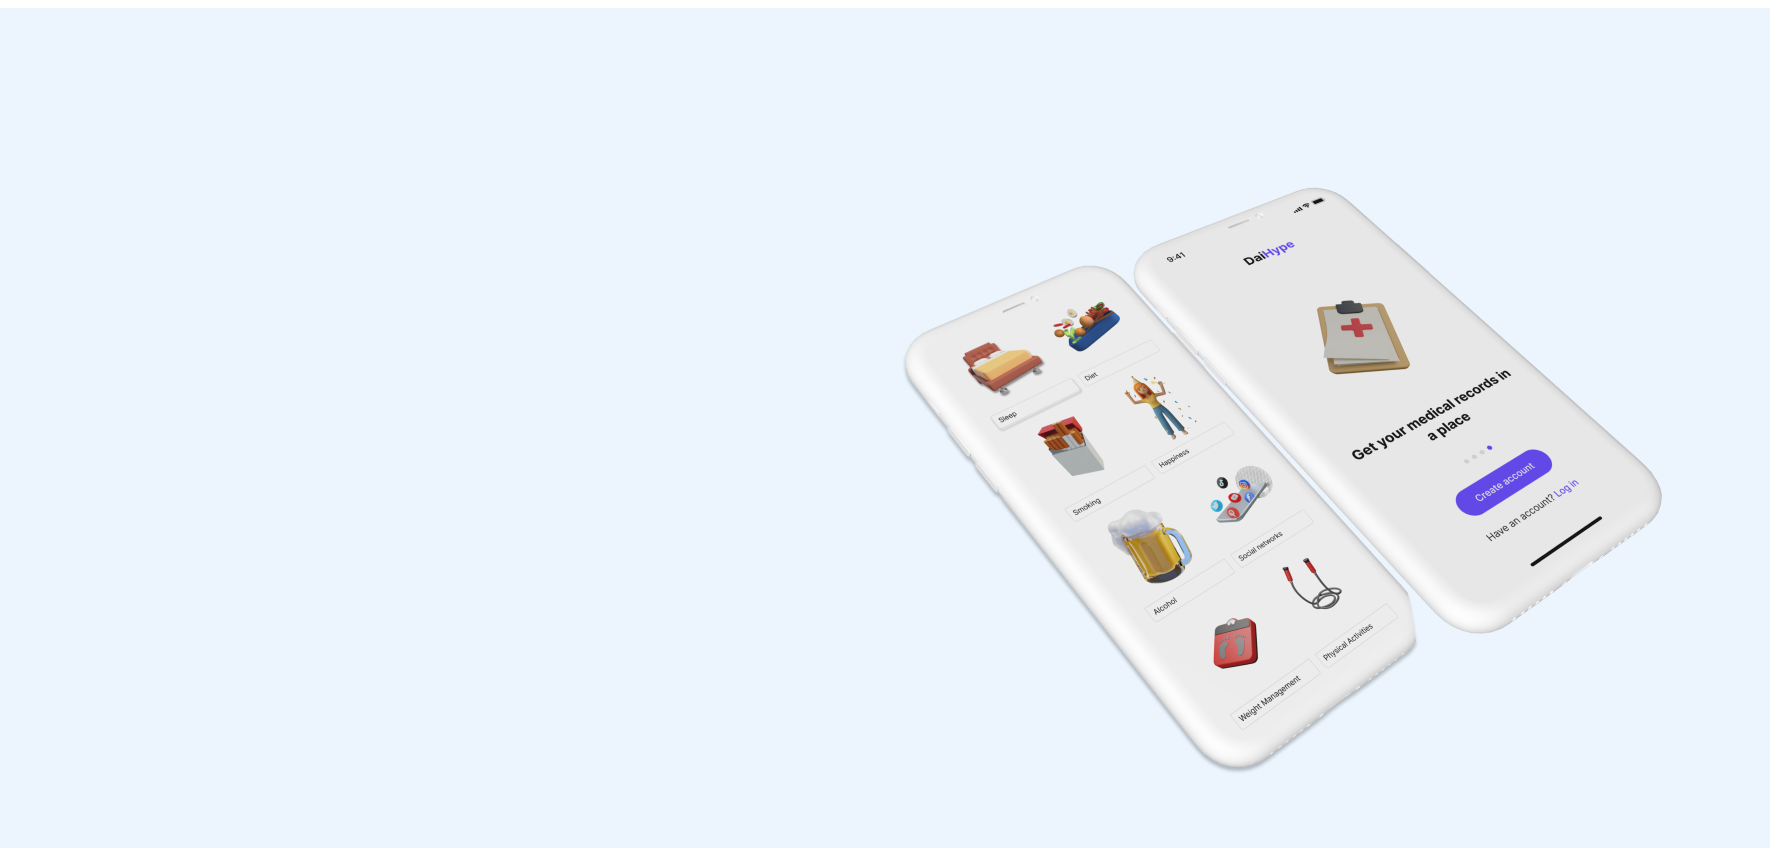 Sleep
Diet
Smoking
Happiness
Alcohol
Social networks
Weight Management
Physical Activities
9:41
DaiHype
Get your medical records in
a place
Create account
Have an account? Log in